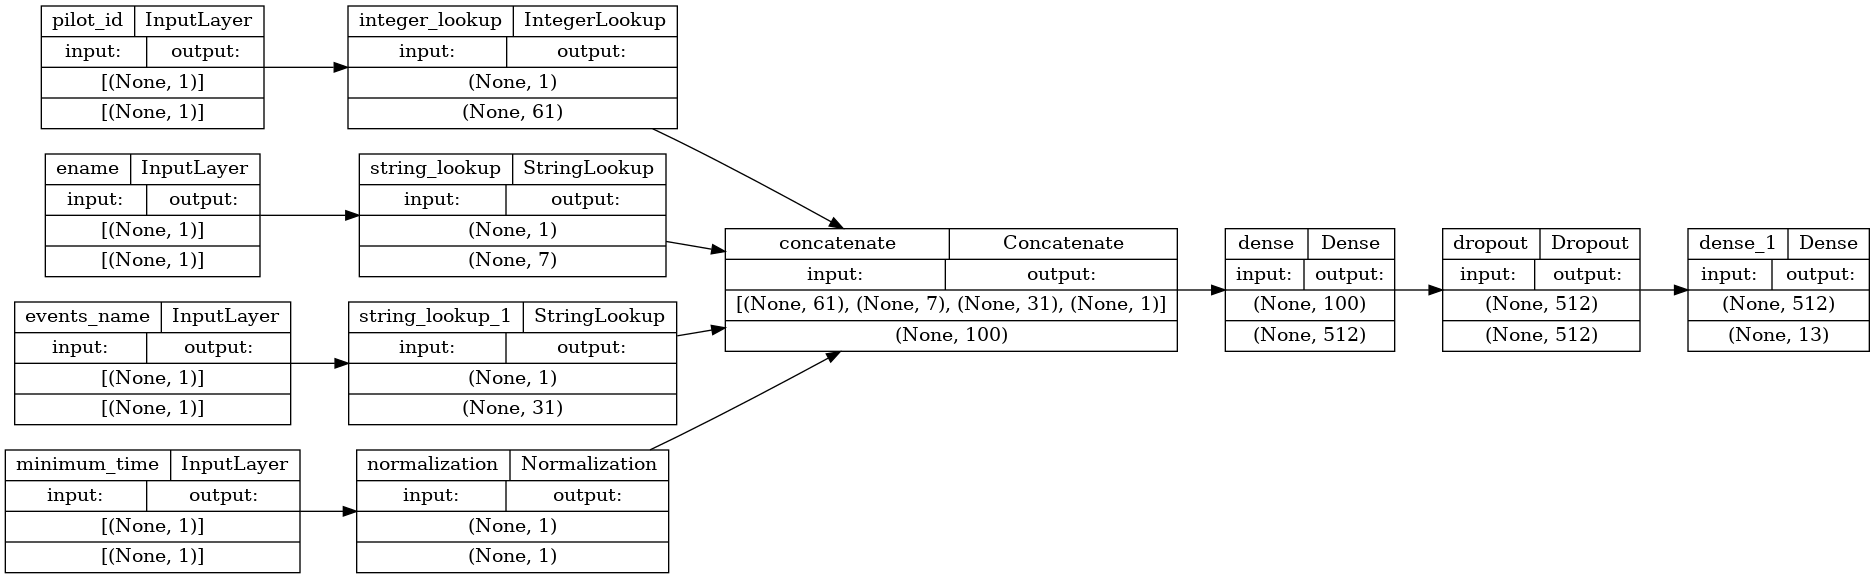 pilot_id InputLayer
input: output:
[(None, 1)]
[(None, 1)]
integer_lookup IntegerLookup
input: output:
(None, 1)
(None, 61)
ename InputLayer
input: output:
[(None, 1)]
[(None, 1)]
string_lookup StringLookup
input: output:
(None, 1)
(None, 7)
events_name InputLayer
input: output:
[(None, 1)]
[(None, 1)]
string_lookup_1 StringLookup
input: output:
(None, 1)
(None, 31)
minimum_time InputLayer
input: output:
[(None, 1)]
[(None, 1)]
normalization Normalization
input: output:
(None, 1)
(None, 1)
concatenate Concatenate
input: output:
[(None, 61), (None, 7), (None, 31), (None, 1)]
(None, 100)
dense Dense
input: output:
(None, 100)
(None, 512)
dropout Dropout
input: output:
(None, 512)
(None, 512)
dense_1 Dense
input: output:
(None, 512)
(None, 13)